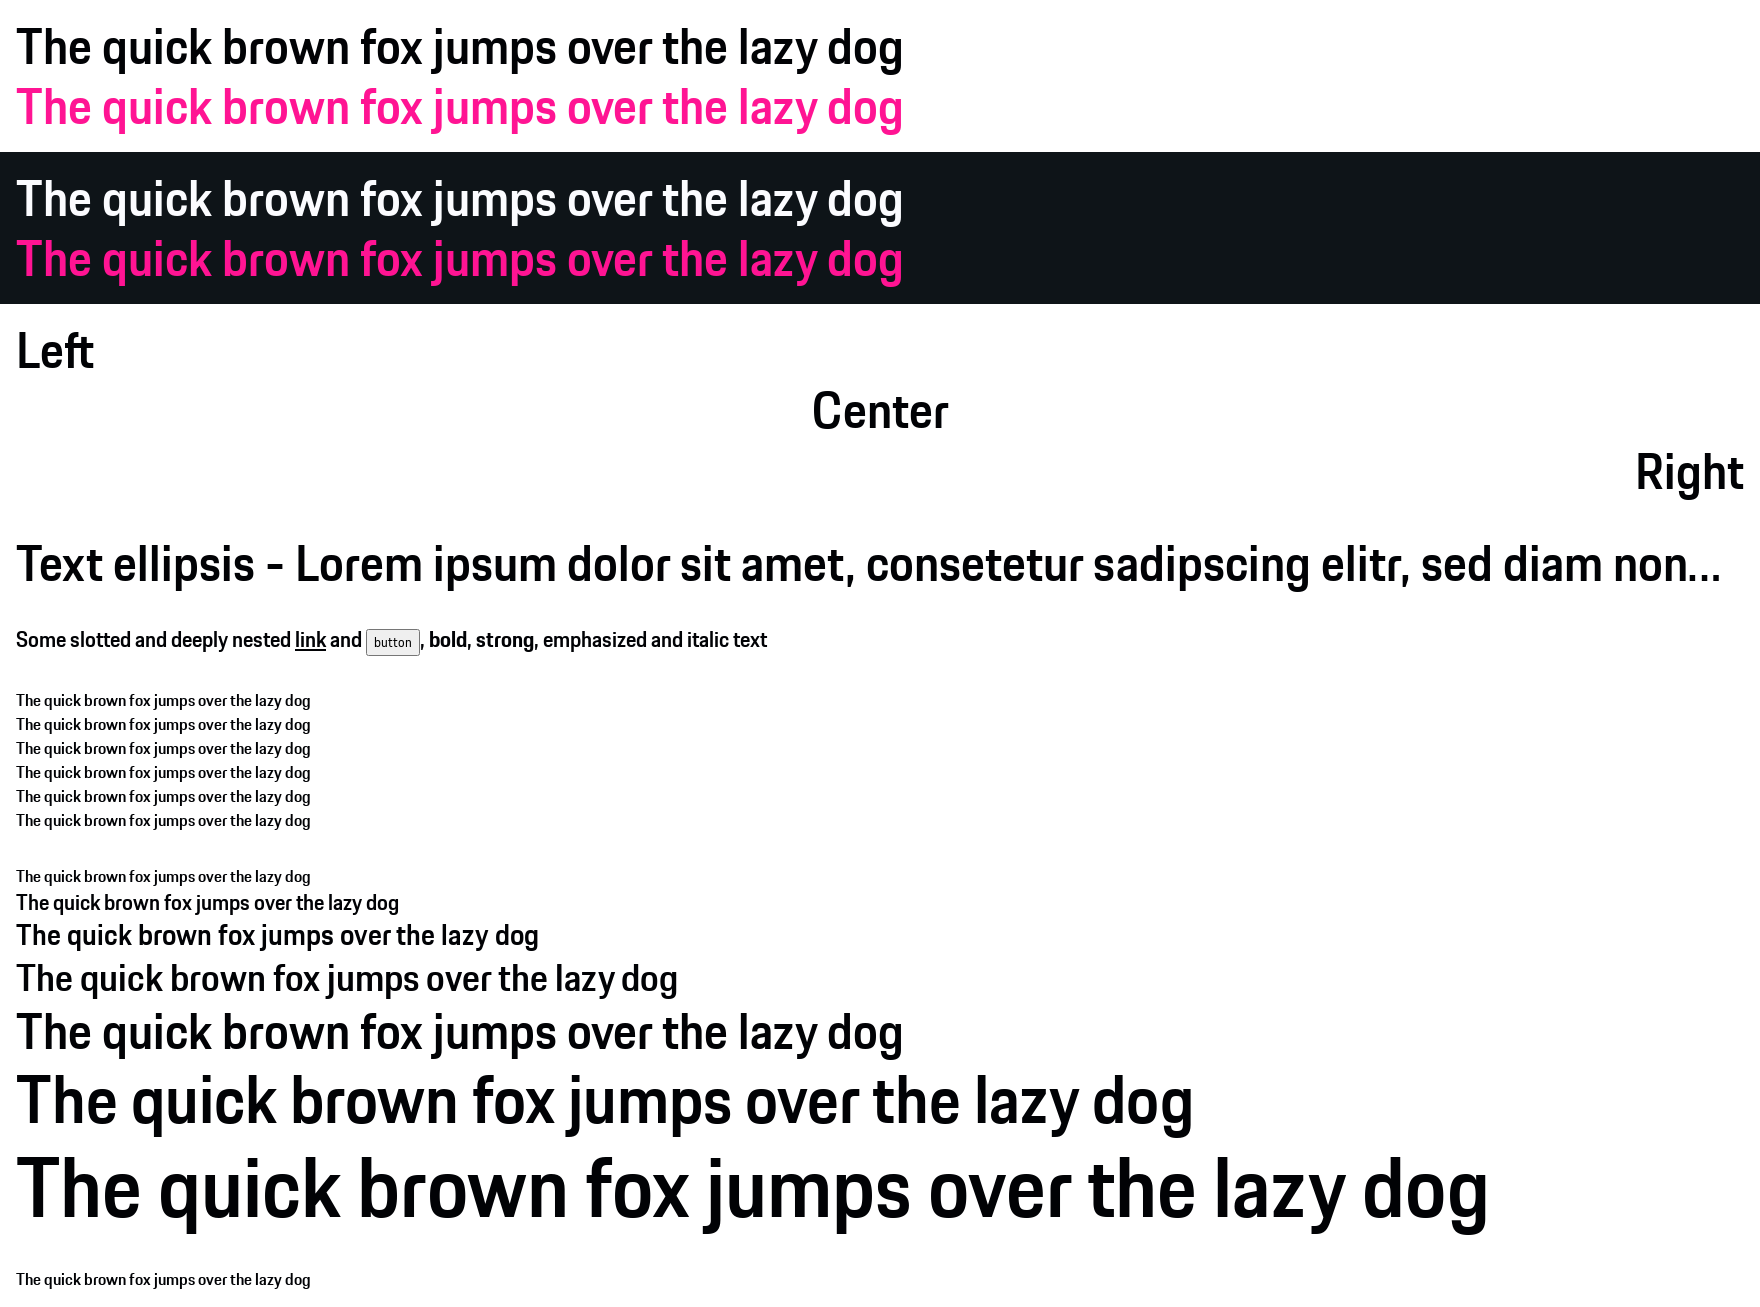 The quick brown fox jumps over the lazy dog
The quick brown fox jumps over the lazy dog
The quick brown fox jumps over the lazy dog
The quick brown fox jumps over the lazy dog
Left
Center
Right
Text ellipsis - Lorem ipsum dolor sit amet, consetetur sadipscing elitr, sed diam non...
Some slotted and deeply nested link and button, bold, strong, emphasized and italic text
The quick brown fox jumps over the lazy dog
The quick brown fox jumps over the lazy dog
The quick brown fox jumps over the lazy dog
The quick brown fox jumps over the lazy dog
The quick brown fox jumps over the lazy dog
The quick brown fox jumps over the lazy dog
The quick brown fox jumps over the lazy dog
The quick brown fox jumps over the lazy dog
The quick brown fox jumps over the lazy dog
The quick brown fox jumps over the lazy dog
The quick brown fox jumps over the lazy dog
The quick brown fox jumps over the lazy dog
The quick brown fox jumps over the lazy dog
The quick brown fox jumps over the lazy dog